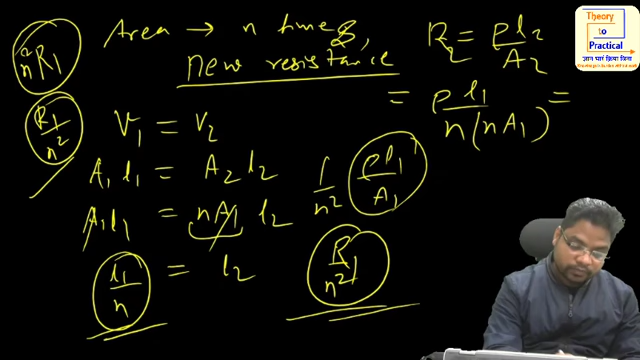 n²R₁
Area → n times,
new resistance
R₂ = ρl₂/A₂
= ρl₁/n(nA₁) =
R₁/n²
V₁ = V₂
A₁l₁ = A₂l₂
1/n² ρl₁/A₁
A₁l₁ = nA₁ l₂
l₁/n = l₂
R₁/n²
Theory
to
Practical
ज्ञान भारं क्रियां विना